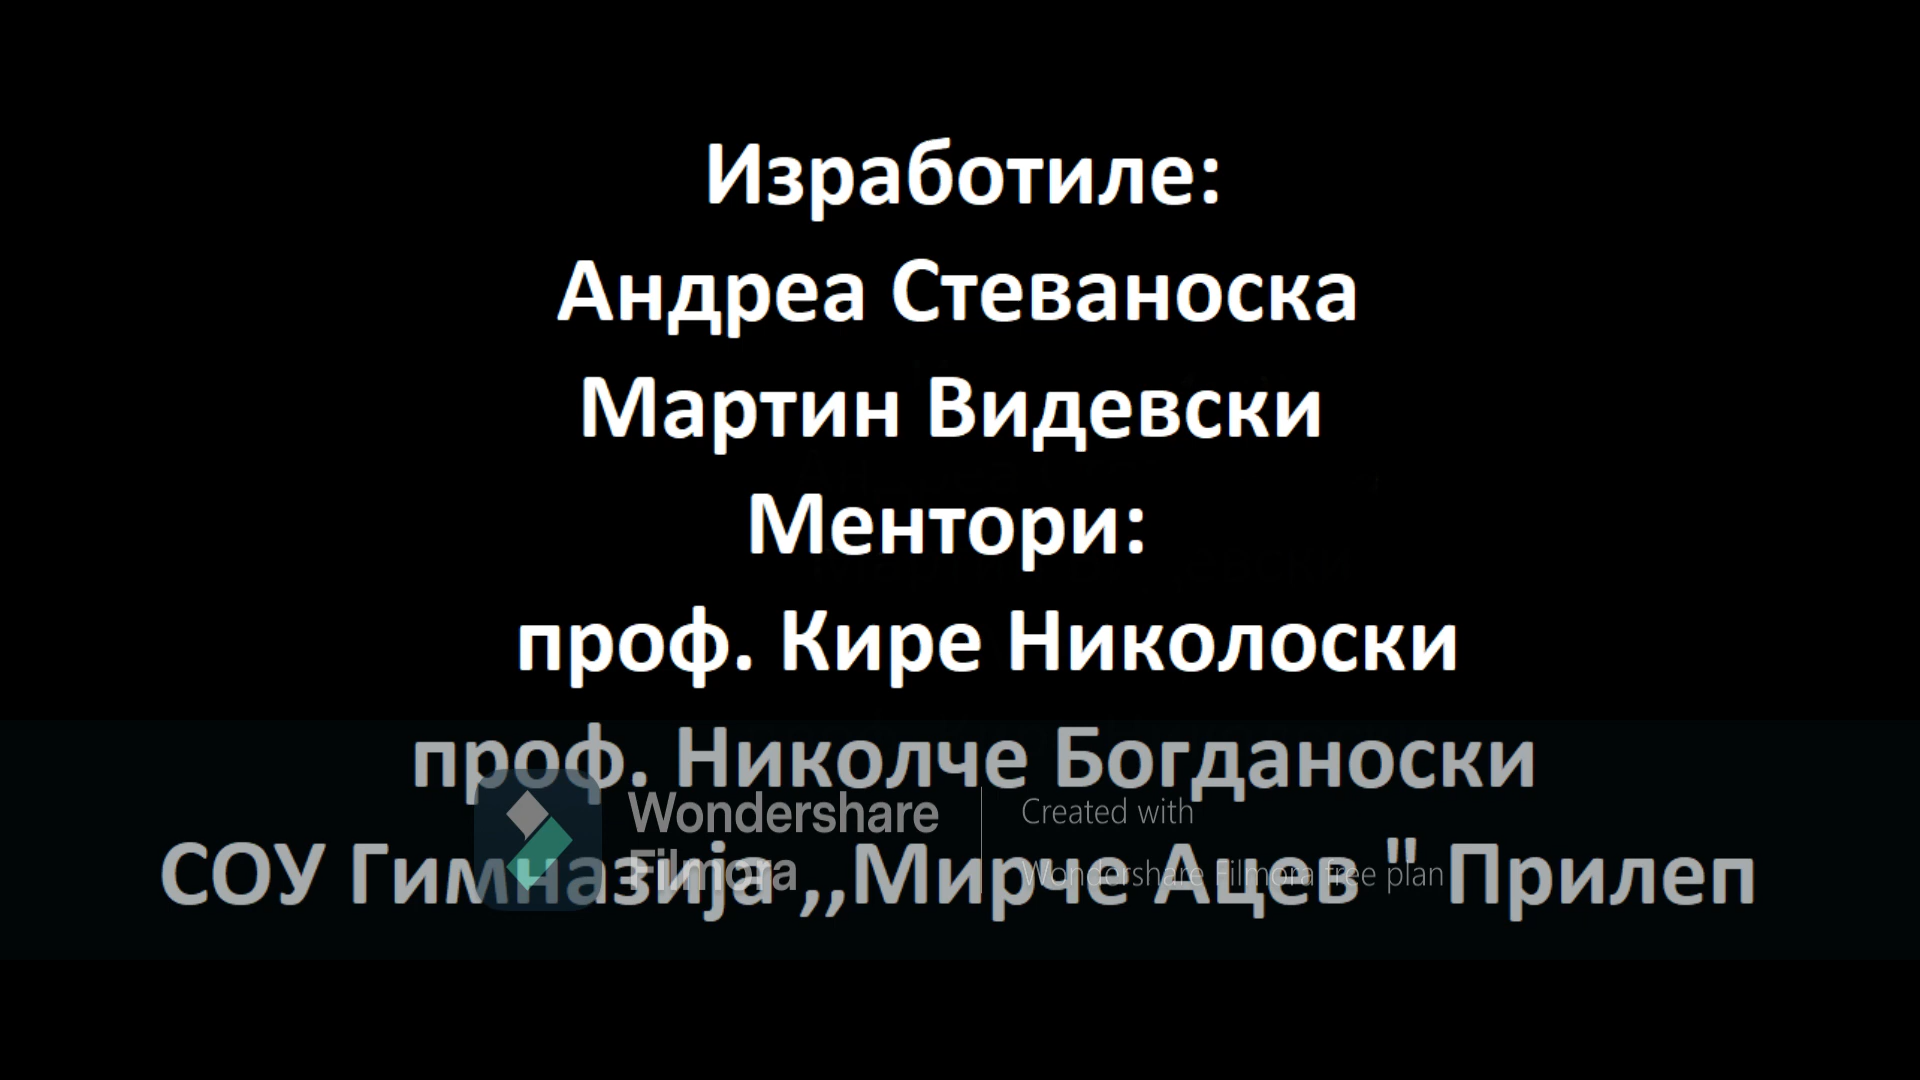 Изработиле:
Андреа Стеваноска
Мартин Видевски
Ментори:
проф. Кире Николоски
проф. Николче Богданоски
Wondershare
Filmora
Created with
Wondershare Filmora free plan
СОУ Гимназија ,,Мирче Ацев " Прилеп